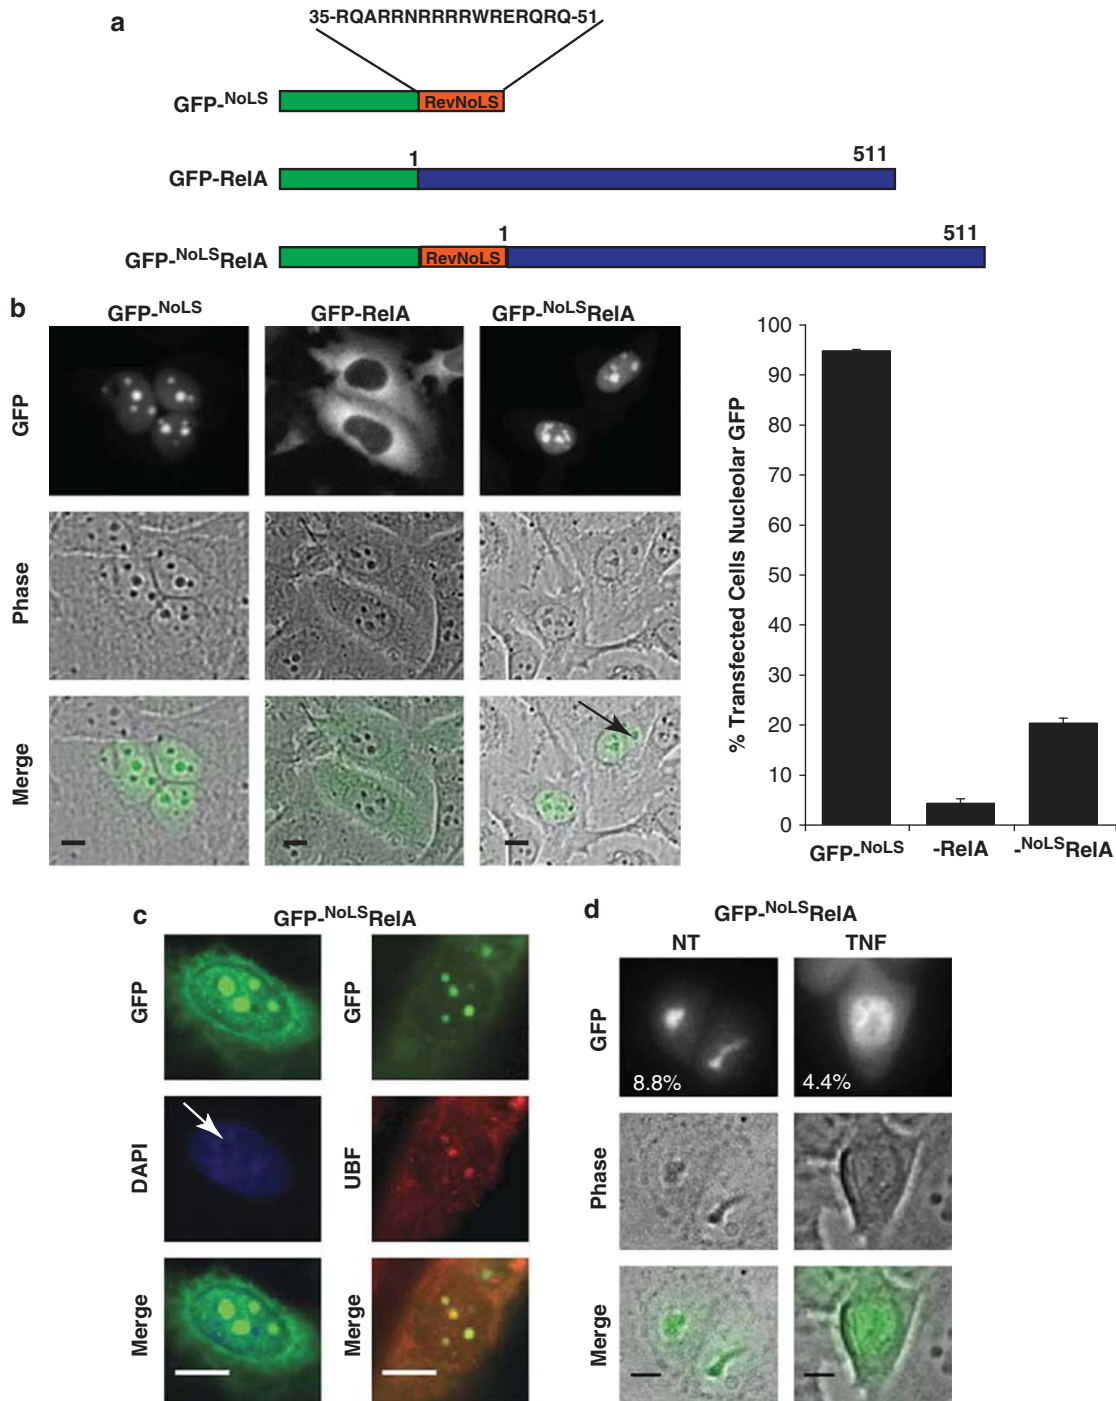 a
35-RQARRNRRRRWRERQRQ-51
GFP-NoLS
RevNoLS
1
511
GFP-RelA
1
511
GFP-NoLSRelA
RevNoLS
b
GFP-NoLS
GFP-RelA
GFP-NoLSRelA
GFP
Phase
Merge
% Transfected Cells Nucleolar GFP
100
90
80
70
60
50
40
30
20
10
0
GFP-NoLS
-RelA
-NoLSRelA
c
GFP-NoLSRelA
GFP
GFP
DAPI
UBF
Merge
Merge
d
GFP-NoLSRelA
NT
TNF
GFP
8.8%
4.4%
Phase
Merge